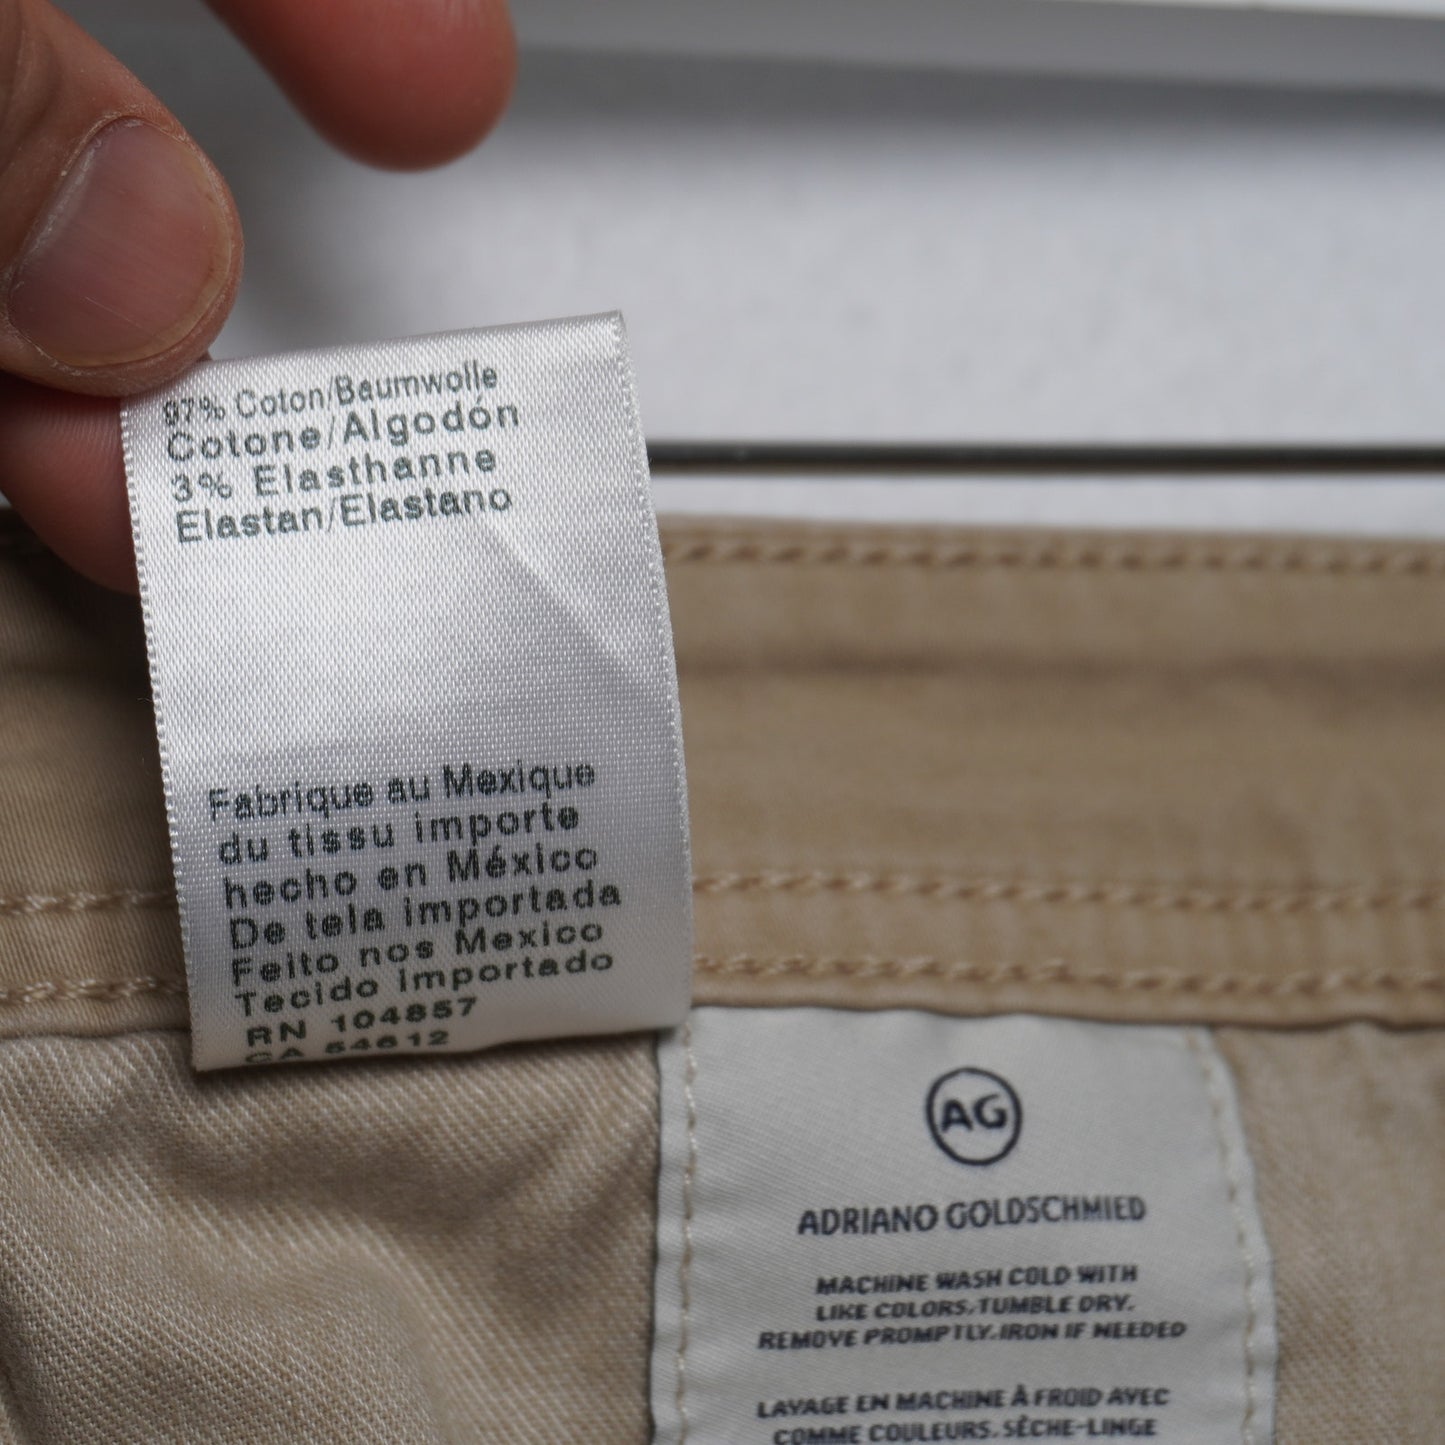 97% Coton/Baumwolle
Cotone/Algodón
3% Elasthanne
Elastan/Elastano
Fabrique au Mexique
du tissu importe
hecho en México
De tela importada
Feito nos Mexico
Tecido importado
RN 104857
CA 54612
AG
ADRIANO GOLDSCHMIED
MACHINE WASH COLD WITH
LIKE COLORS, TUMBLE DRY.
REMOVE PROMPTLY. IRON IF NEEDED
LAVAGE EN MACHINE À FROID AVEC
COMME COULEURS. SÈCHE-LINGE